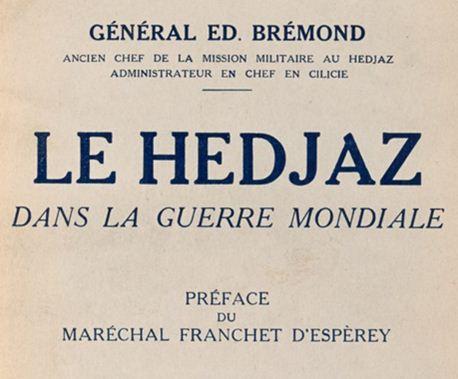 GÉNÉRAL ED. BRÉMOND
ANCIEN CHEF DE LA MISSION MILITAIRE AU HEDJAZ
ADMINISTRATEUR EN CHEF EN CILICIE
LE HEDJAZ
DANS LA GUERRE MONDIALE
PRÉFACE
DU
MARÉCHAL FRANCHET D'ESPÈREY